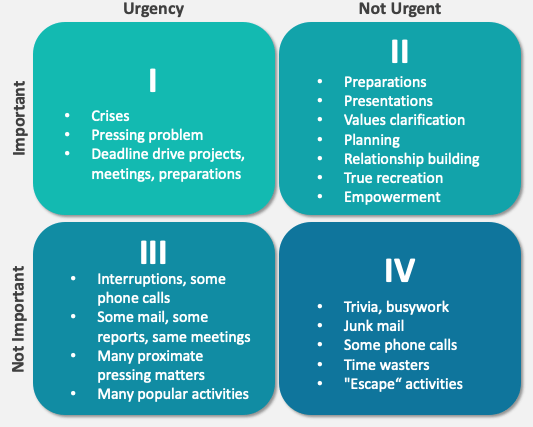 Urgency
Not Urgent
Important
I
• Crises
• Pressing problem
• Deadline drive projects,
meetings, preparations
II
• Preparations
• Presentations
• Values clarification
• Planning
• Relationship building
• True recreation
• Empowerment
Not Important
III
• Interruptions, some
phone calls
• Some mail, some
reports, same meetings
• Many proximate
pressing matters
• Many popular activities
IV
• Trivia, busywork
• Junk mail
• Some phone calls
• Time wasters
• "Escape“ activities